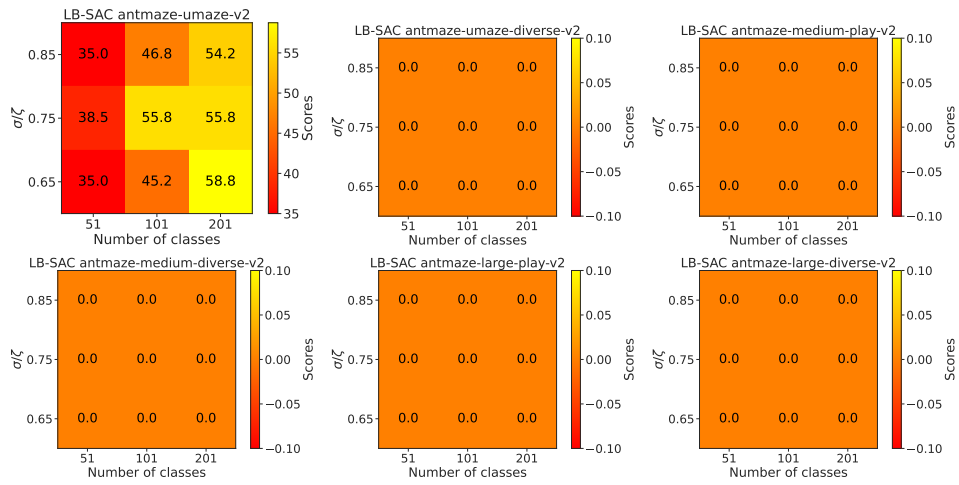 LB-SAC antmaze-umaze-v2
0.85
0.75
0.65
σ/ζ
35.0 46.8 54.2
38.5 55.8 55.8
35.0 45.2 58.8
51 101 201
Number of classes
55
50
45
40
35
Scores
LB-SAC antmaze-umaze-diverse-v2
0.85
0.75
0.65
σ/ζ
0.0 0.0 0.0
0.0 0.0 0.0
0.0 0.0 0.0
51 101 201
Number of classes
0.10
0.05
0.00
−0.05
−0.10
Scores
LB-SAC antmaze-medium-play-v2
0.85
0.75
0.65
σ/ζ
0.0 0.0 0.0
0.0 0.0 0.0
0.0 0.0 0.0
51 101 201
Number of classes
0.10
0.05
0.00
−0.05
−0.10
Scores
LB-SAC antmaze-medium-diverse-v2
0.85
0.75
0.65
σ/ζ
0.0 0.0 0.0
0.0 0.0 0.0
0.0 0.0 0.0
51 101 201
Number of classes
0.10
0.05
0.00
−0.05
−0.10
Scores
LB-SAC antmaze-large-play-v2
0.85
0.75
0.65
σ/ζ
0.0 0.0 0.0
0.0 0.0 0.0
0.0 0.0 0.0
51 101 201
Number of classes
0.10
0.05
0.00
−0.05
−0.10
Scores
LB-SAC antmaze-large-diverse-v2
0.85
0.75
0.65
σ/ζ
0.0 0.0 0.0
0.0 0.0 0.0
0.0 0.0 0.0
51 101 201
Number of classes
0.10
0.05
0.00
−0.05
−0.10
Scores